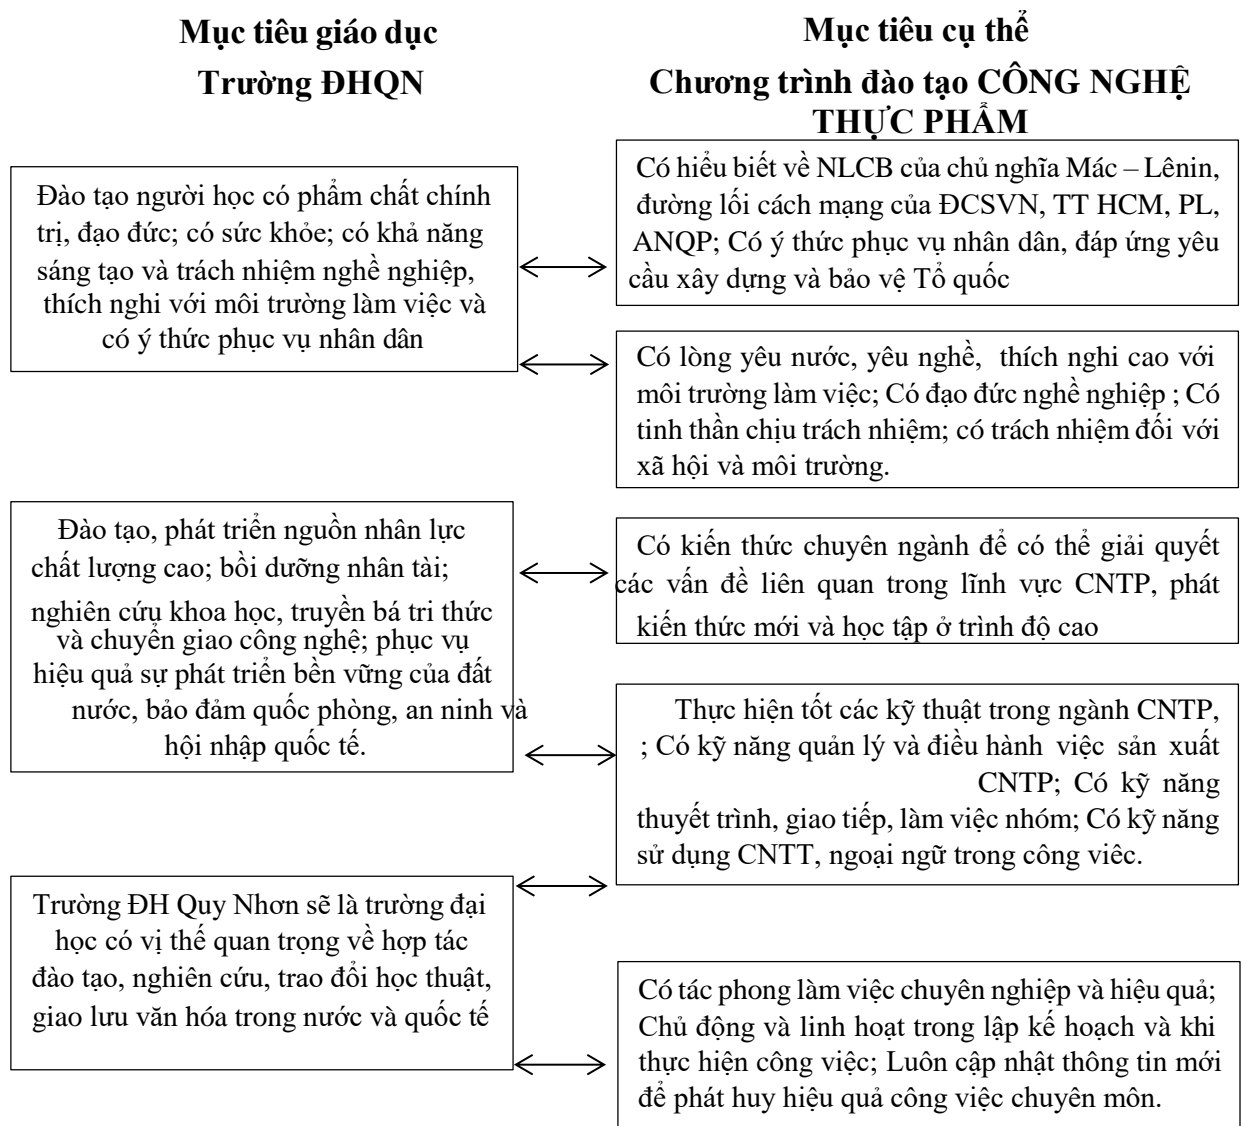 Mục tiêu giáo dục
Trường ĐHQN
Mục tiêu cụ thể
Chương trình đào tạo CÔNG NGHỆ
THỰC PHẨM
Đào tạo người học có phẩm chất chính
trị, đạo đức; có sức khỏe; có khả năng
sáng tạo và trách nhiệm nghề nghiệp,
thích nghi với môi trường làm việc và
có ý thức phục vụ nhân dân
Có hiểu biết về NLCB của chủ nghĩa Mác – Lênin,
đường lối cách mạng của ĐCSVN, TT HCM, PL,
ANQP; Có ý thức phục vụ nhân dân, đáp ứng yêu
cầu xây dựng và bảo vệ Tổ quốc
Có lòng yêu nước, yêu nghề, thích nghi cao với
môi trường làm việc; Có đạo đức nghề nghiệp ; Có
tinh thần chịu trách nhiệm; có trách nhiệm đối với
xã hội và môi trường.
Đào tạo, phát triển nguồn nhân lực
chất lượng cao; bồi dưỡng nhân tài;
nghiên cứu khoa học, truyền bá tri thức
và chuyển giao công nghệ; phục vụ
hiệu quả sự phát triển bền vững của đất
nước, bảo đảm quốc phòng, an ninh và
hội nhập quốc tế.
Có kiến thức chuyên ngành để có thể giải quyết
các vấn đề liên quan trong lĩnh vực CNTP, phát
kiến thức mới và học tập ở trình độ cao
Thực hiện tốt các kỹ thuật trong ngành CNTP,
; Có kỹ năng quản lý và điều hành việc sản xuất
CNTP; Có kỹ năng
thuyết trình, giao tiếp, làm việc nhóm; Có kỹ năng
sử dụng CNTT, ngoại ngữ trong công viêc.
Trường ĐH Quy Nhơn sẽ là trường đại
học có vị thế quan trọng về hợp tác
đào tạo, nghiên cứu, trao đổi học thuật,
giao lưu văn hóa trong nước và quốc tế
Có tác phong làm việc chuyên nghiệp và hiệu quả;
Chủ động và linh hoạt trong lập kế hoạch và khi
thực hiện công việc; Luôn cập nhật thông tin mới
để phát huy hiệu quả công việc chuyên môn.